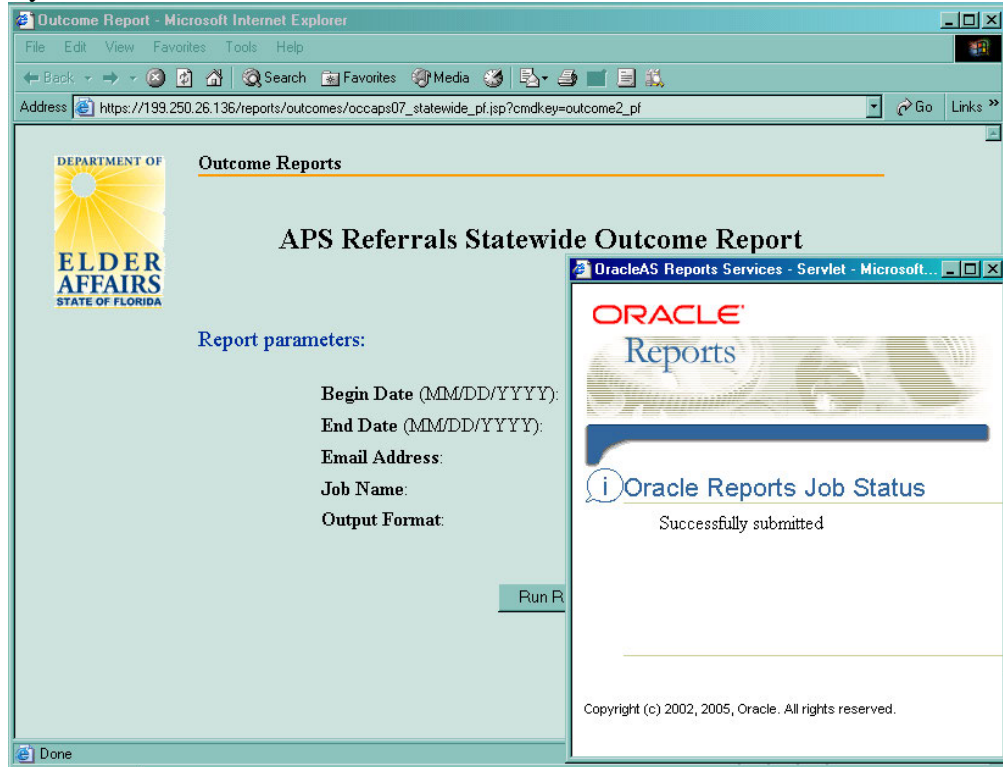 Outcome Report - Microsoft Internet Explorer
File Edit View Favorites Tools Help
Back Search Favorites Media
Address https://199.250.26.136/reports/outcomes/occaps07_statewide_pf.jsp?cmdkey=outcome2_pf Go Links »
DEPARTMENT OF
ELDER
AFFAIRS
STATE OF FLORIDA
Outcome Reports
APS Referrals Statewide Outcome Report
Report parameters:
Begin Date (MM/DD/YYYY):
End Date (MM/DD/YYYY):
Email Address:
Job Name:
Output Format:
Run R
OracleAS Reports Services - Servlet - Microsoft...
ORACLE
Reports
i Oracle Reports Job Status
Successfully submitted
Copyright (c) 2002, 2005, Oracle. All rights reserved.
Done